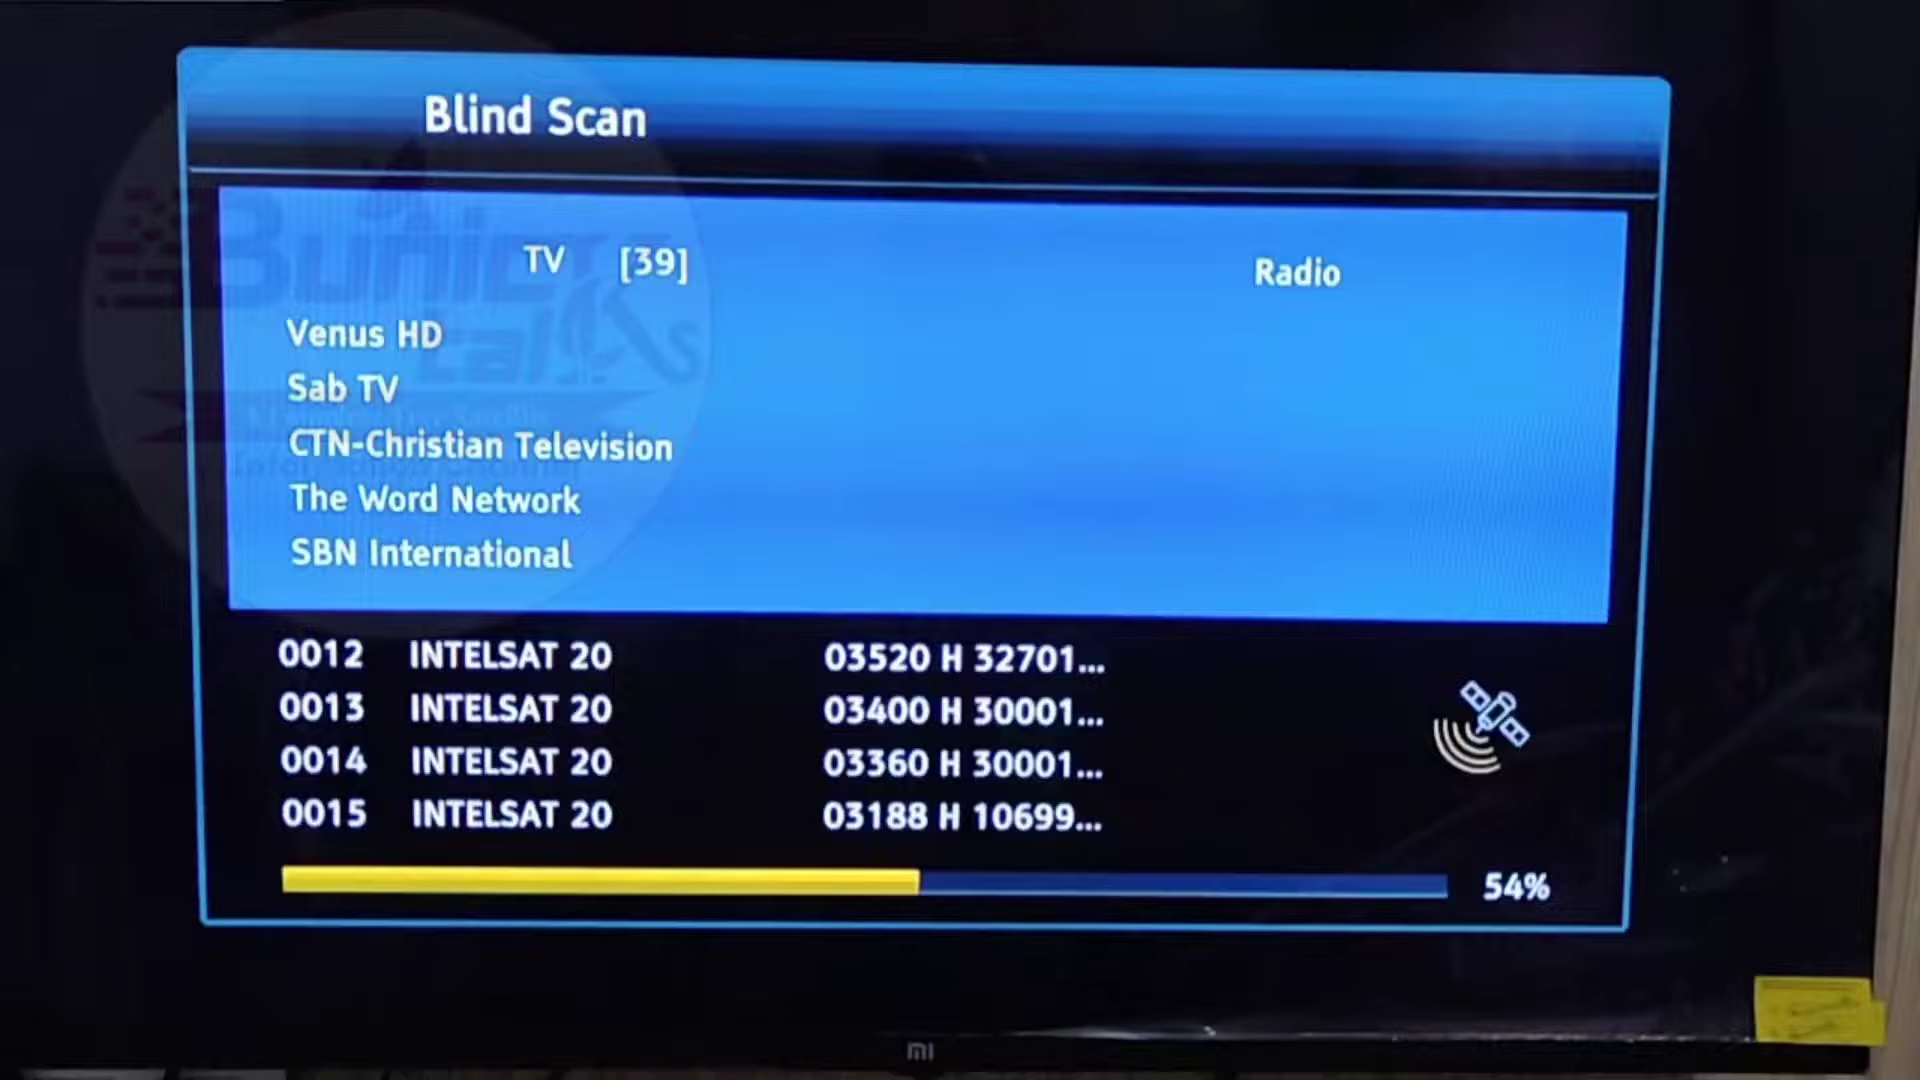 Blind Scan
TV [39]
Radio
Venus HD
Sab TV
CTN-Christian Television
The Word Network
SBN International
0012 INTELSAT 20 03520 H 32701...
0013 INTELSAT 20 03400 H 30001...
0014 INTELSAT 20 03360 H 30001...
0015 INTELSAT 20 03188 H 10699...
54%
mi